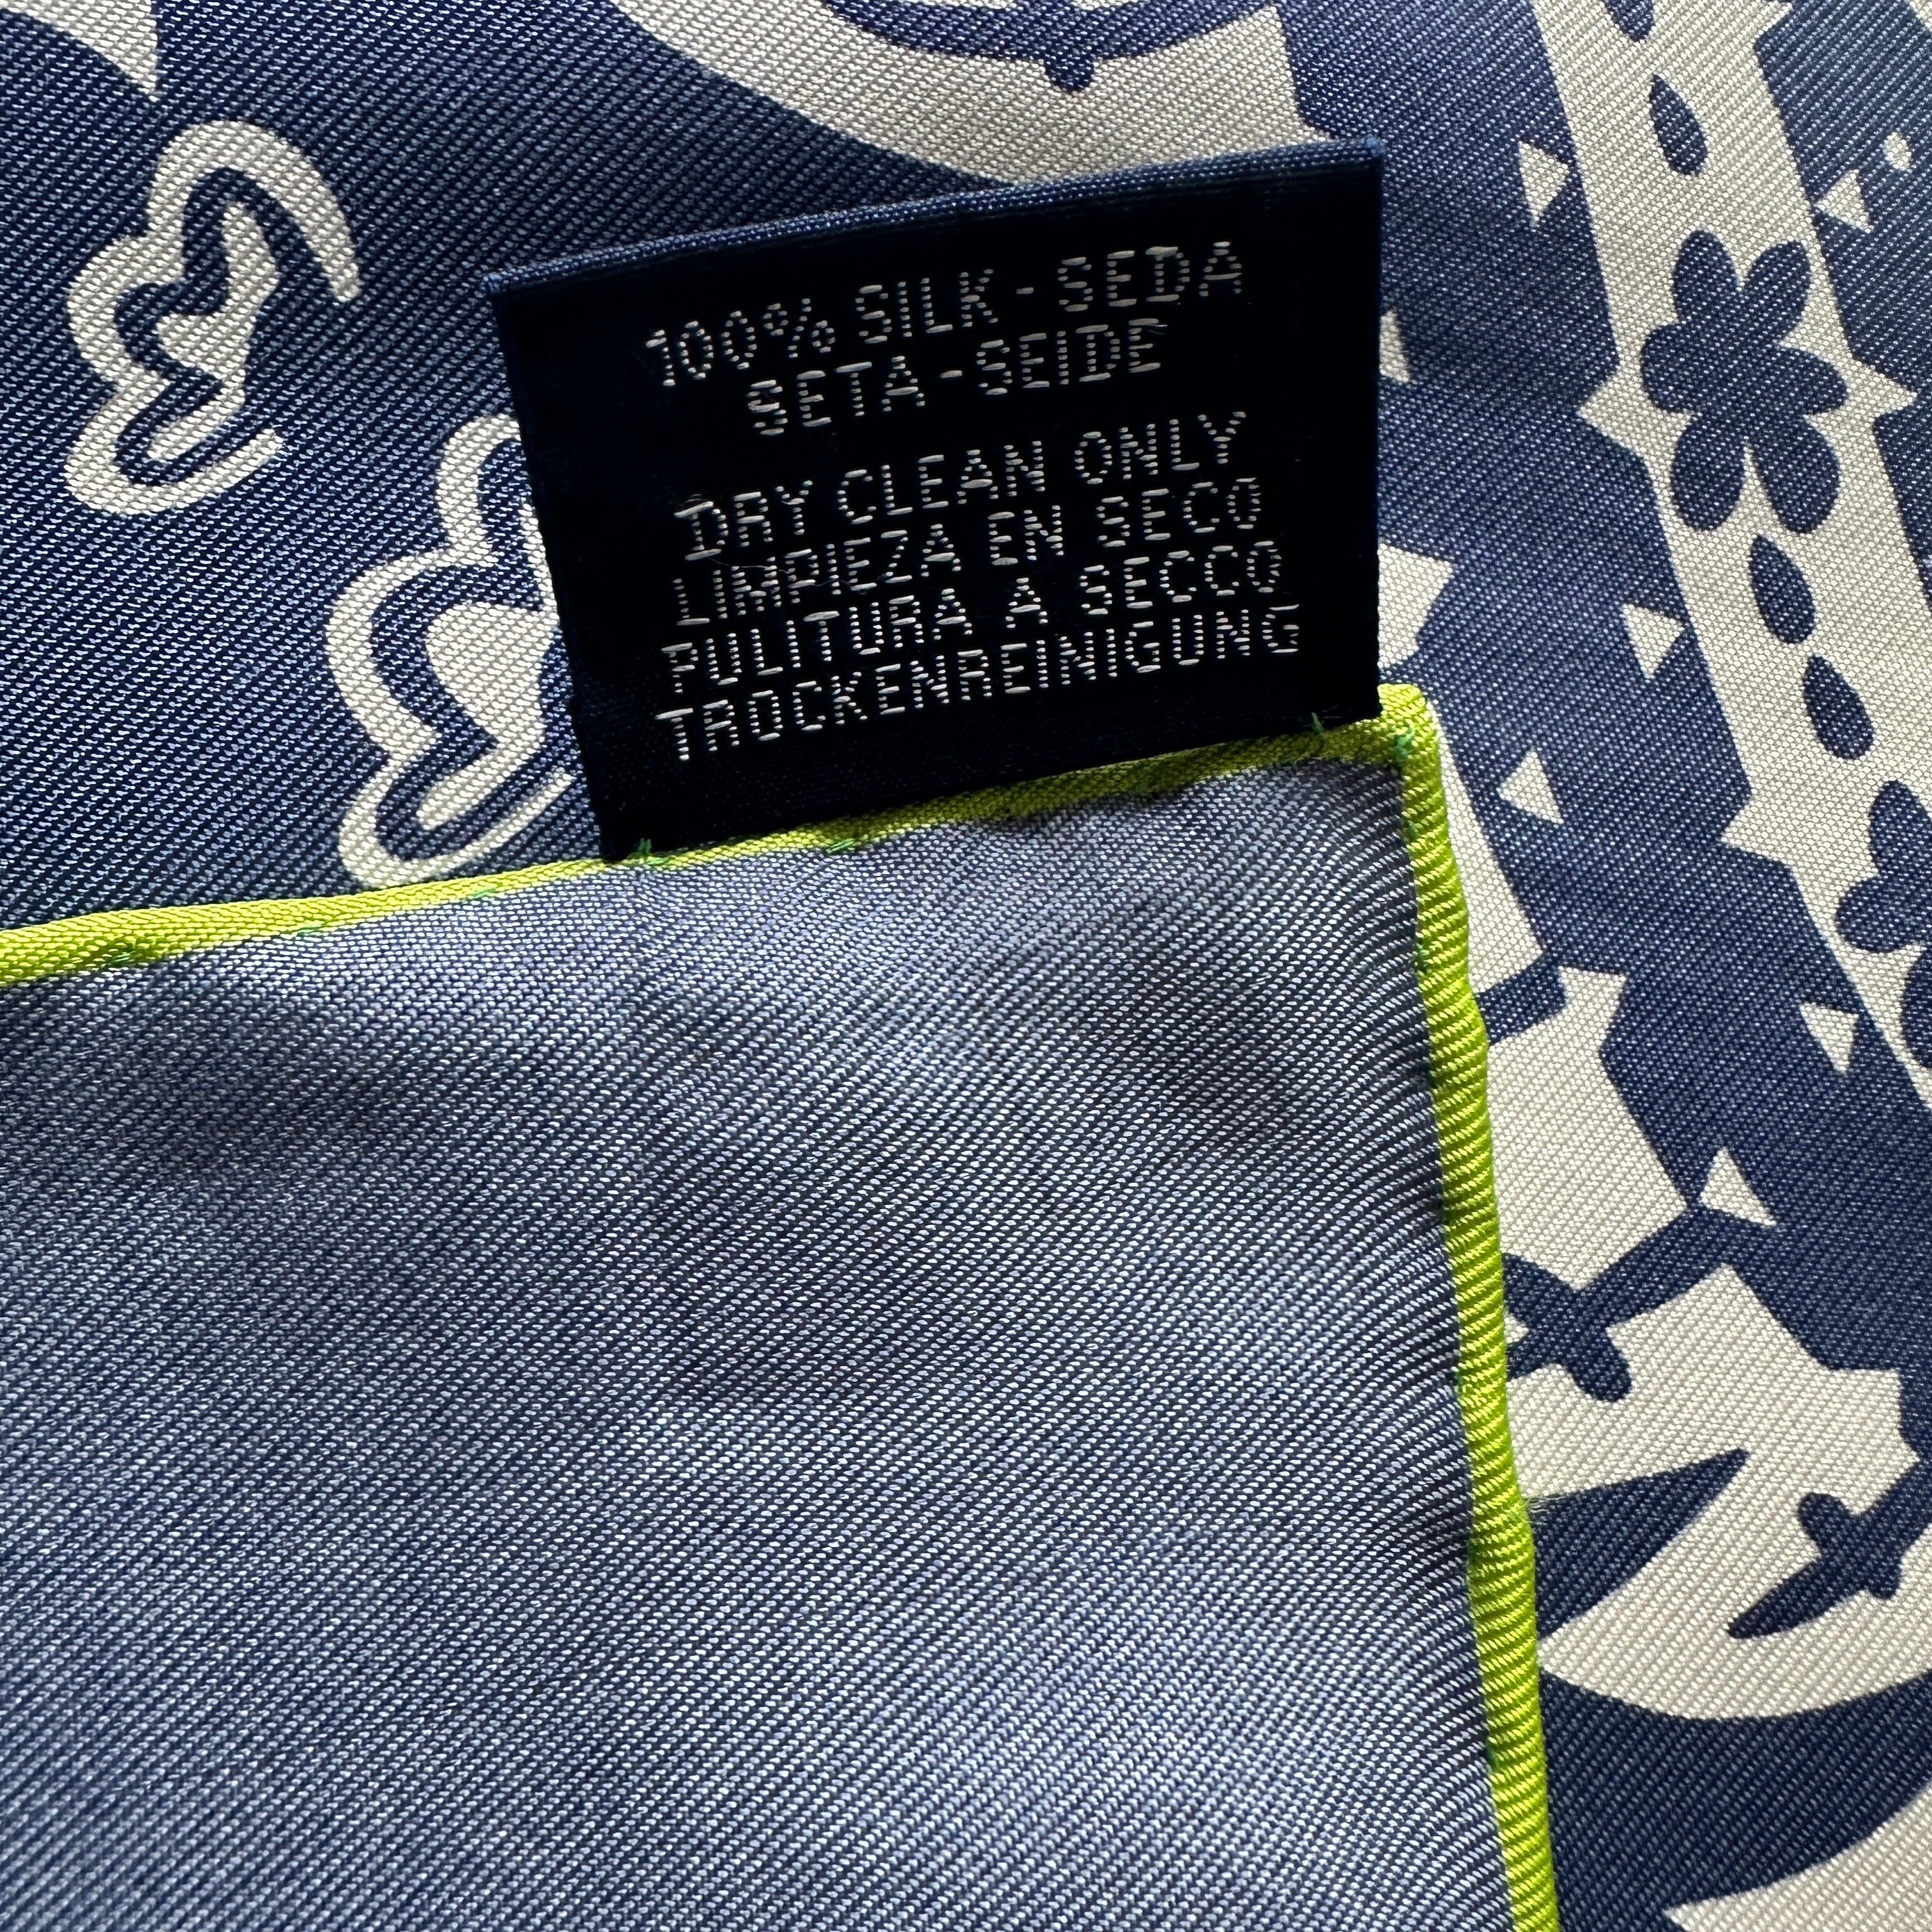 100% SILK - SEDA
SETA - SEIDE
DRY CLEAN ONLY
LIMPIEZA EN SECO
PULITURA A SECCO
TROCKENREINIGUNG